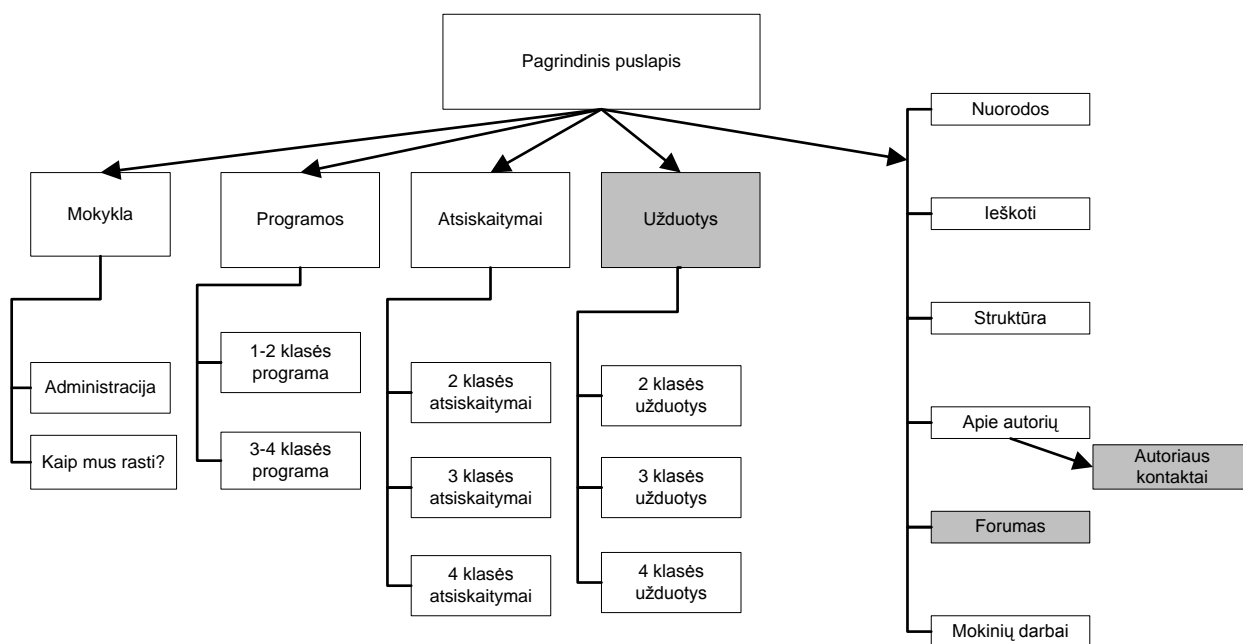 Pagrindinis puslapis
Mokykla
Administracija
Kaip mus rasti?
Programos
1-2 klasės
programa
3-4 klasės
programa
Atsiskaitymai
2 klasės
atsiskaitymai
3 klasės
atsiskaitymai
4 klasės
atsiskaitymai
Užduotys
2 klasės
užduotys
3 klasės
užduotys
4 klasės
užduotys
Nuorodos
Ieškoti
Struktūra
Apie autorių
Autoriaus
kontaktai
Forumas
Mokinių darbai